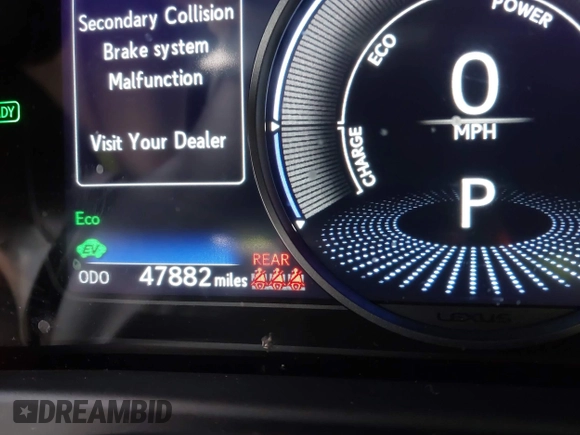 Secondary Collision
Brake system
Malfunction
Visit Your Dealer
POWER
ECO
CHARGE
0
MPH
P
Eco
EV
ODO 47882 miles
REAR
LEXUS
DREAMBID